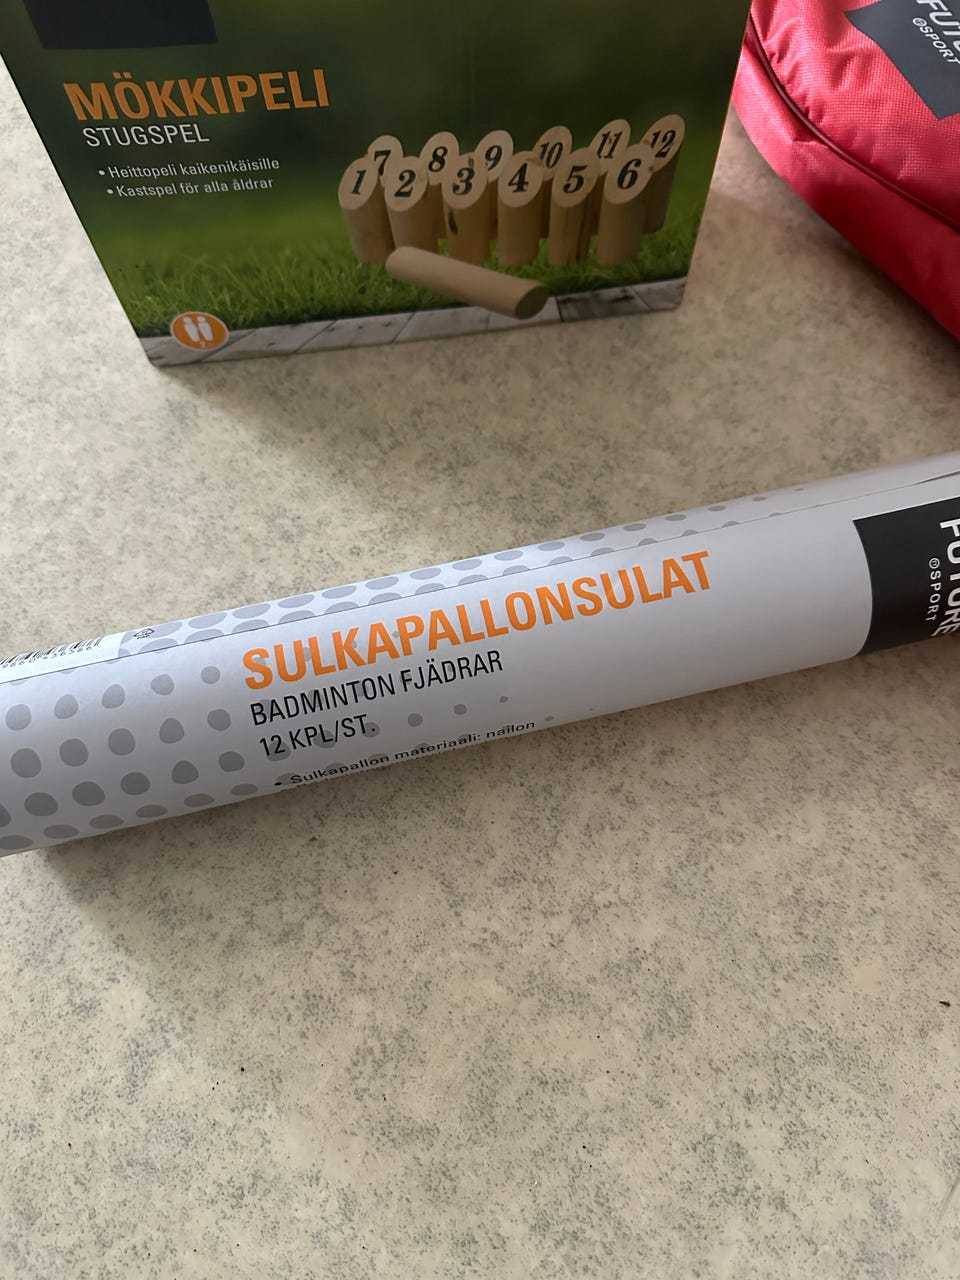 MÖKKIPELI
STUGSPEL
• Heittopeli kaikenikäisille
• Kastspel för alla åldrar
7 8 9 10 11 12
1 2 3 4 5 6
SPORT
SULKAPALLONSULAT
BADMINTON FJÄDRAR
12 KPL/ST.
• Sulkapallon materiaali: nailon
FUTURE
SPORT